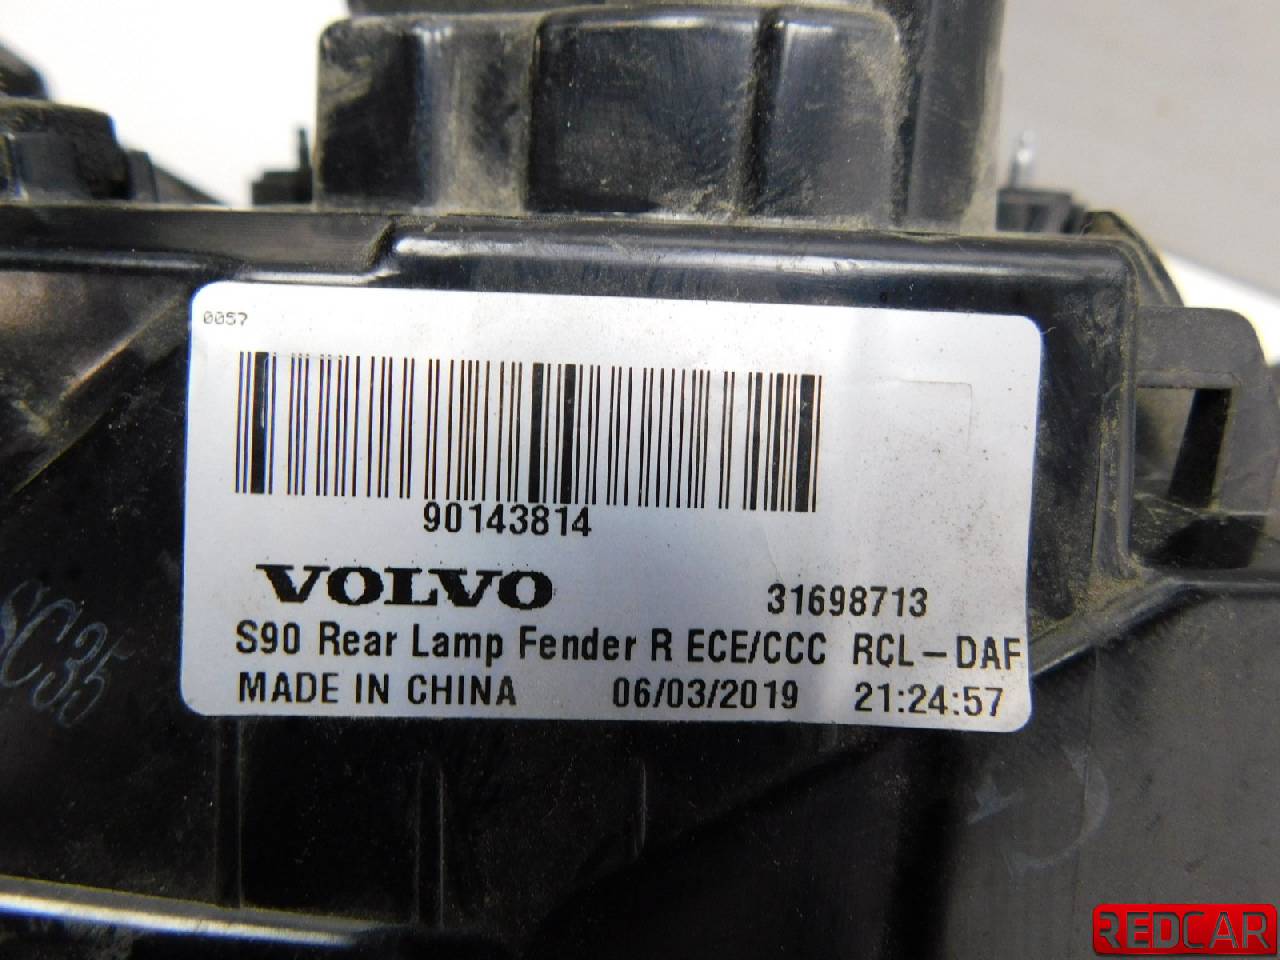 0057
90143814
VOLVO 31698713
S90 Rear Lamp Fender R ECE/CCC RCL-DAF
MADE IN CHINA 06/03/2019 21:24:57
SC35
REDCAR